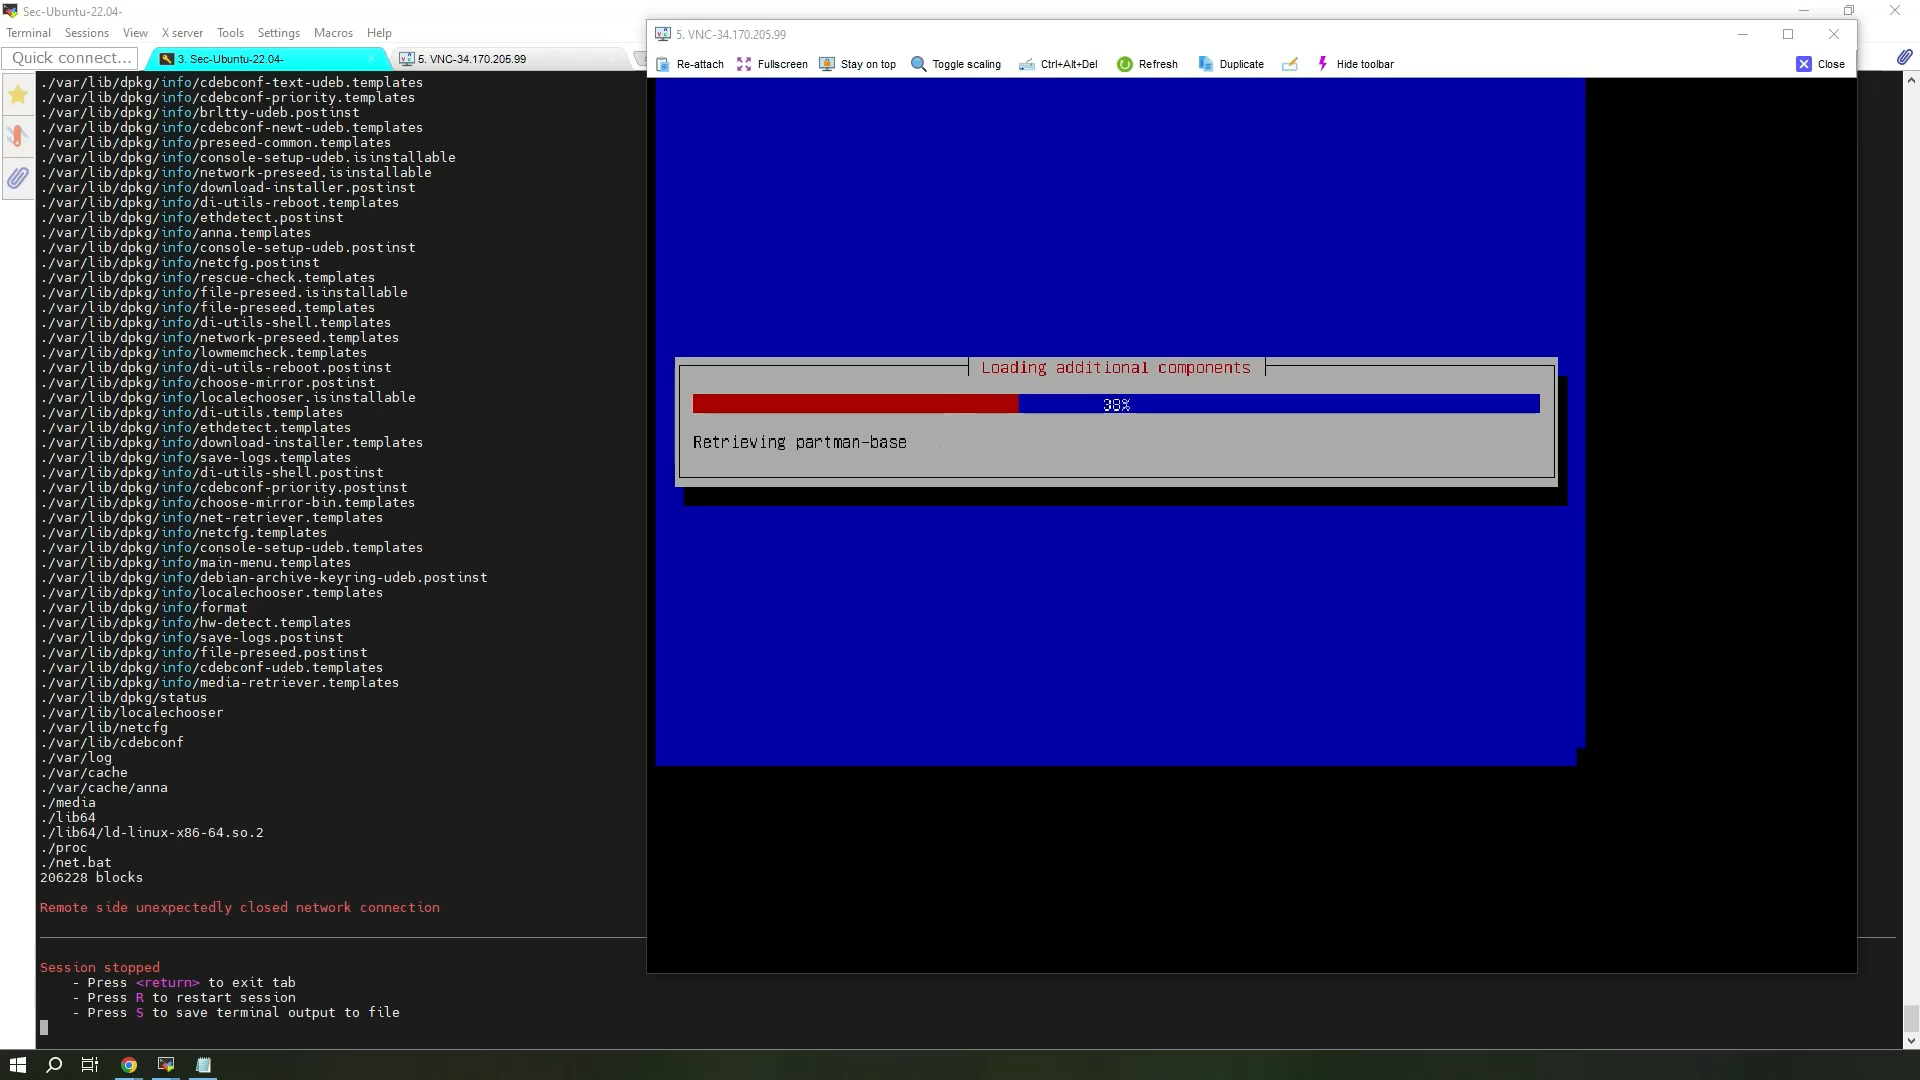 Sec-Ubuntu-22.04-
Terminal Sessions View X server Tools Settings Macros Help
Quick connect...
3. Sec-Ubuntu-22.04-
5. VNC-34.170.205.99
./var/lib/dpkg/info/cdebconf-text-udeb.templates
./var/lib/dpkg/info/cdebconf-priority.templates
./var/lib/dpkg/info/brltty-udeb.postinst
./var/lib/dpkg/info/cdebconf-newt-udeb.templates
./var/lib/dpkg/info/preseed-common.templates
./var/lib/dpkg/info/console-setup-udeb.isinstallable
./var/lib/dpkg/info/network-preseed.isinstallable
./var/lib/dpkg/info/download-installer.postinst
./var/lib/dpkg/info/di-utils-reboot.templates
./var/lib/dpkg/info/ethdetect.postinst
./var/lib/dpkg/info/anna.templates
./var/lib/dpkg/info/console-setup-udeb.postinst
./var/lib/dpkg/info/netcfg.postinst
./var/lib/dpkg/info/rescue-check.templates
./var/lib/dpkg/info/file-preseed.isinstallable
./var/lib/dpkg/info/file-preseed.templates
./var/lib/dpkg/info/di-utils-shell.templates
./var/lib/dpkg/info/network-preseed.templates
./var/lib/dpkg/info/lowmemcheck.templates
./var/lib/dpkg/info/di-utils-reboot.postinst
./var/lib/dpkg/info/choose-mirror.postinst
./var/lib/dpkg/info/localechooser.isinstallable
./var/lib/dpkg/info/di-utils.templates
./var/lib/dpkg/info/ethdetect.templates
./var/lib/dpkg/info/download-installer.templates
./var/lib/dpkg/info/save-logs.templates
./var/lib/dpkg/info/di-utils-shell.postinst
./var/lib/dpkg/info/cdebconf-priority.postinst
./var/lib/dpkg/info/choose-mirror-bin.templates
./var/lib/dpkg/info/net-retriever.templates
./var/lib/dpkg/info/netcfg.templates
./var/lib/dpkg/info/console-setup-udeb.templates
./var/lib/dpkg/info/main-menu.templates
./var/lib/dpkg/info/debian-archive-keyring-udeb.postinst
./var/lib/dpkg/info/localechooser.templates
./var/lib/dpkg/info/format
./var/lib/dpkg/info/hw-detect.templates
./var/lib/dpkg/info/save-logs.postinst
./var/lib/dpkg/info/file-preseed.postinst
./var/lib/dpkg/info/cdebconf-udeb.templates
./var/lib/dpkg/info/media-retriever.templates
./var/lib/dpkg/status
./var/lib/localechooser
./var/lib/netcfg
./var/lib/cdebconf
./var/log
./var/cache
./var/cache/anna
./media
./lib64
./lib64/ld-linux-x86-64.so.2
./proc
./net.bat
206228 blocks
Remote side unexpectedly closed network connection
Session stopped
- Press <return> to exit tab
- Press R to restart session
- Press S to save terminal output to file
5. VNC-34.170.205.99
Re-attach Fullscreen Stay on top Toggle scaling Ctrl+Alt+Del Refresh Duplicate Hide toolbar Close
Loading additional components
38%
Retrieving partman-base